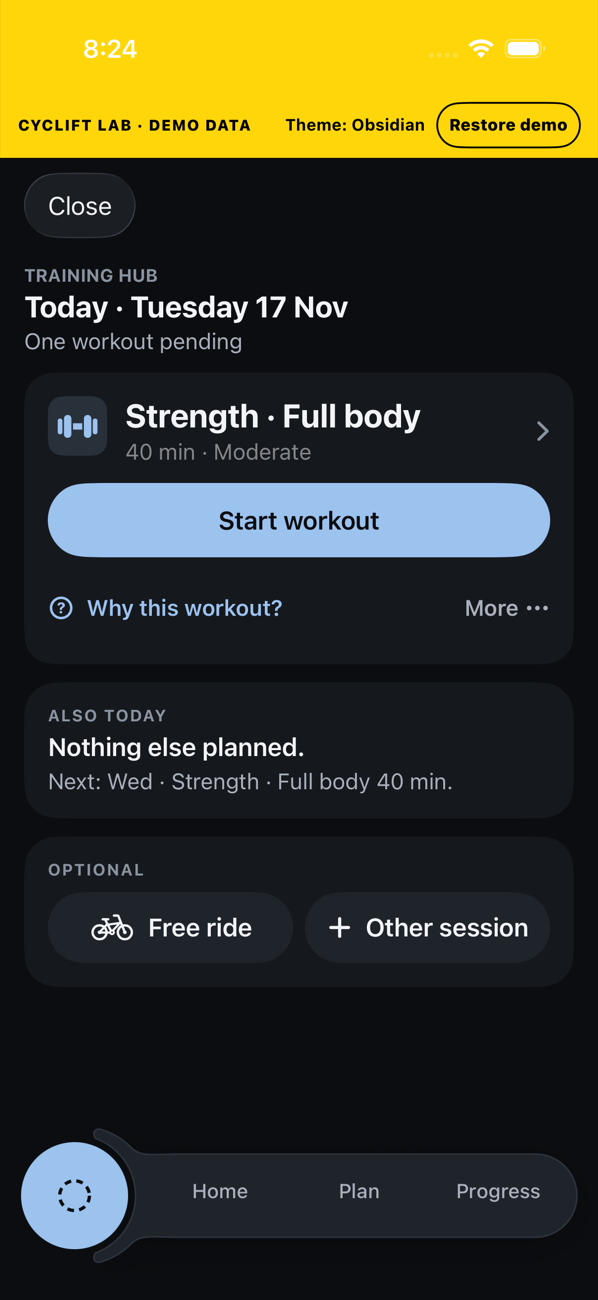 8:24
CYCLIFT LAB · DEMO DATA Theme: Obsidian Restore demo
Close
TRAINING HUB
Today · Tuesday 17 Nov
One workout pending
Strength · Full body
40 min · Moderate
Start workout
Why this workout? More ···
ALSO TODAY
Nothing else planned.
Next: Wed · Strength · Full body 40 min.
OPTIONAL
Free ride + Other session
Home Plan Progress